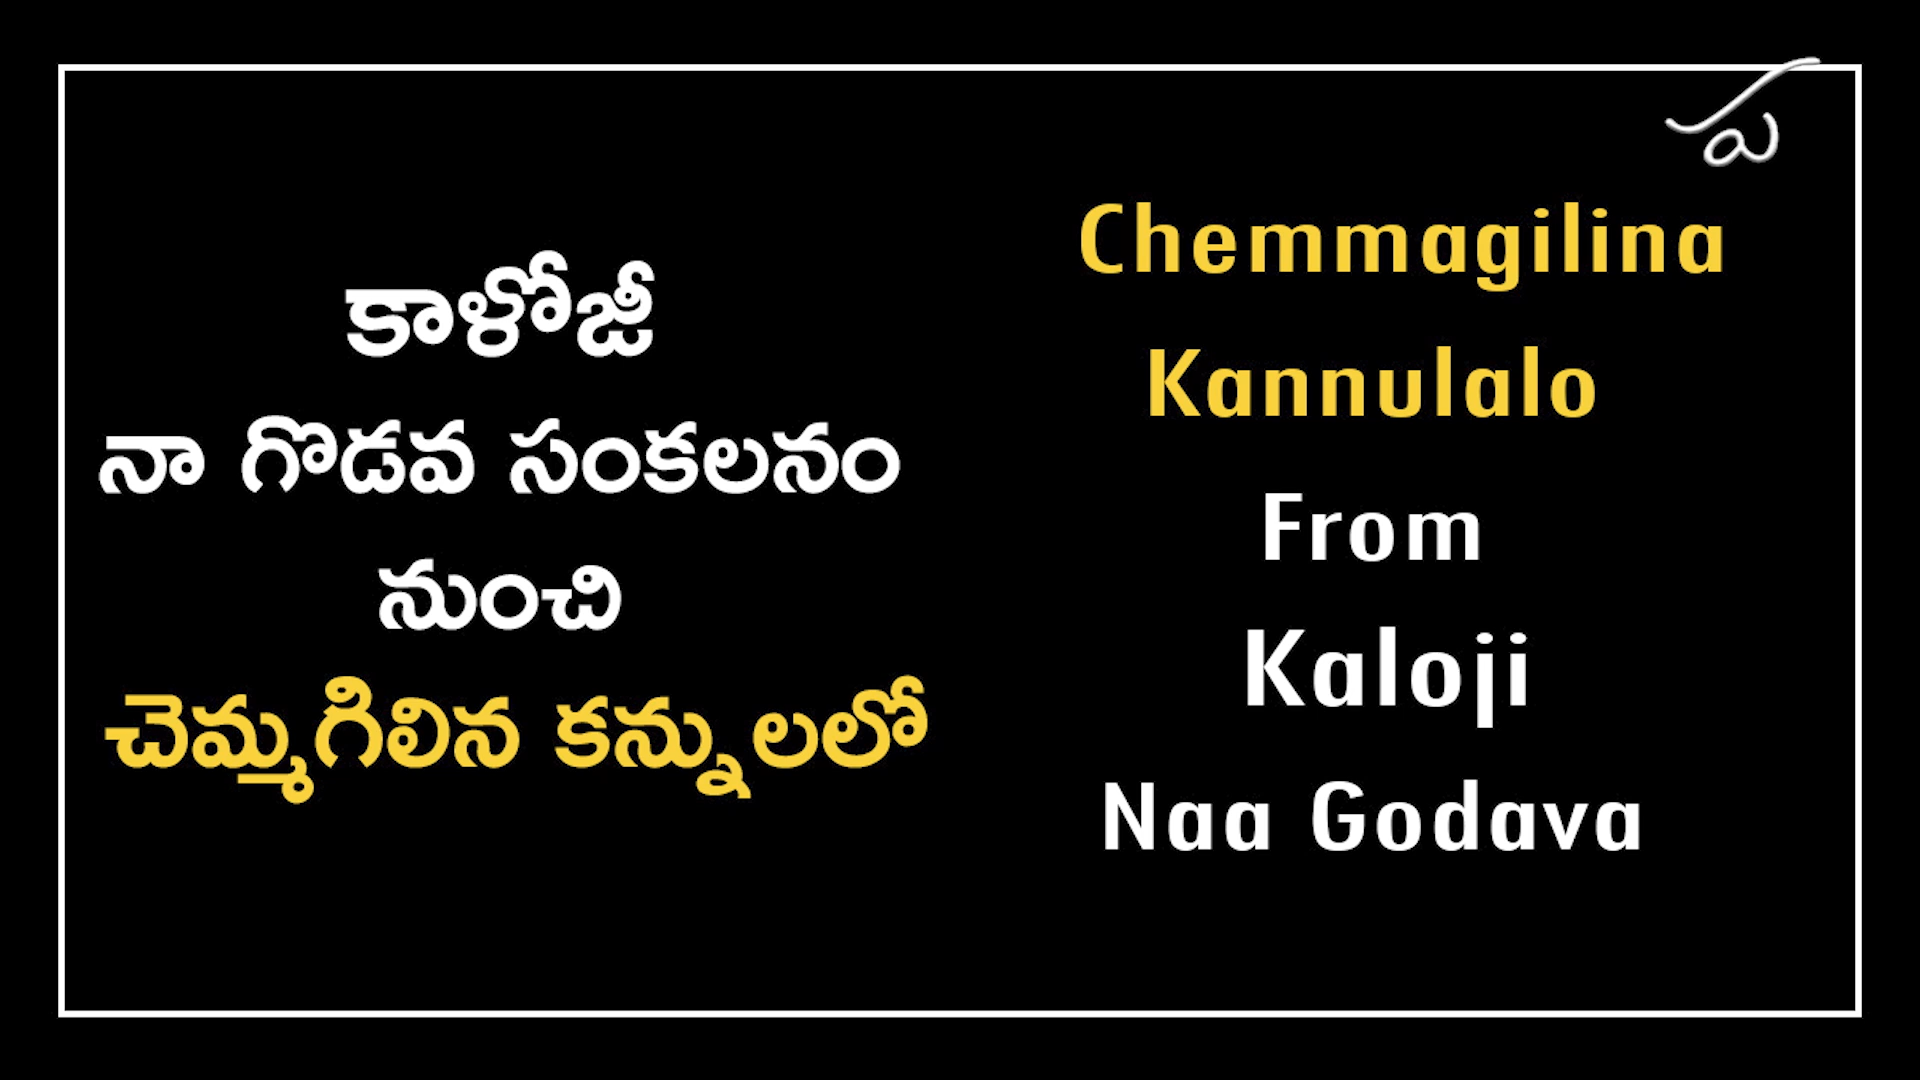 కాళోజీ
నా గొడవ సంకలనం
నుంచి
చెమ్మగిలిన కన్నులలో
ప
Chemmagilina
Kannulalo
From
Kaloji
Naa Godava